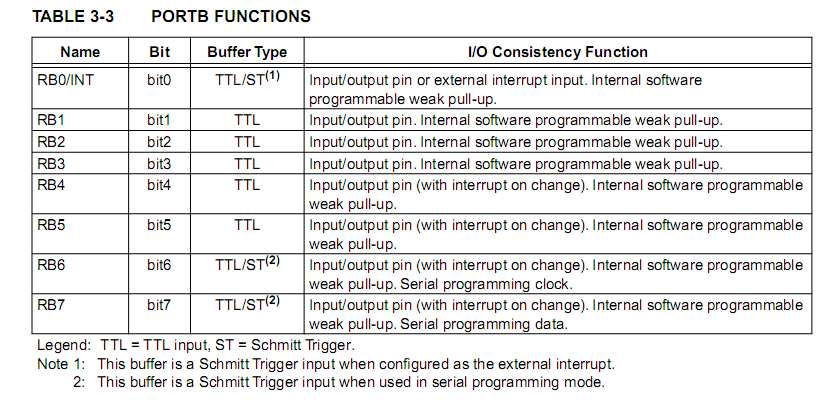 TABLE 3-3 PORTB FUNCTIONS
Name Bit Buffer Type I/O Consistency Function
RB0/INT bit0 TTL/ST(1) Input/output pin or external interrupt input. Internal software
programmable weak pull-up.
RB1 bit1 TTL Input/output pin. Internal software programmable weak pull-up.
RB2 bit2 TTL Input/output pin. Internal software programmable weak pull-up.
RB3 bit3 TTL Input/output pin. Internal software programmable weak pull-up.
RB4 bit4 TTL Input/output pin (with interrupt on change). Internal software programmable
weak pull-up.
RB5 bit5 TTL Input/output pin (with interrupt on change). Internal software programmable
weak pull-up.
RB6 bit6 TTL/ST(2) Input/output pin (with interrupt on change). Internal software programmable
weak pull-up. Serial programming clock.
RB7 bit7 TTL/ST(2) Input/output pin (with interrupt on change). Internal software programmable
weak pull-up. Serial programming data.
Legend: TTL = TTL input, ST = Schmitt Trigger.
Note 1: This buffer is a Schmitt Trigger input when configured as the external interrupt.
2: This buffer is a Schmitt Trigger input when used in serial programming mode.